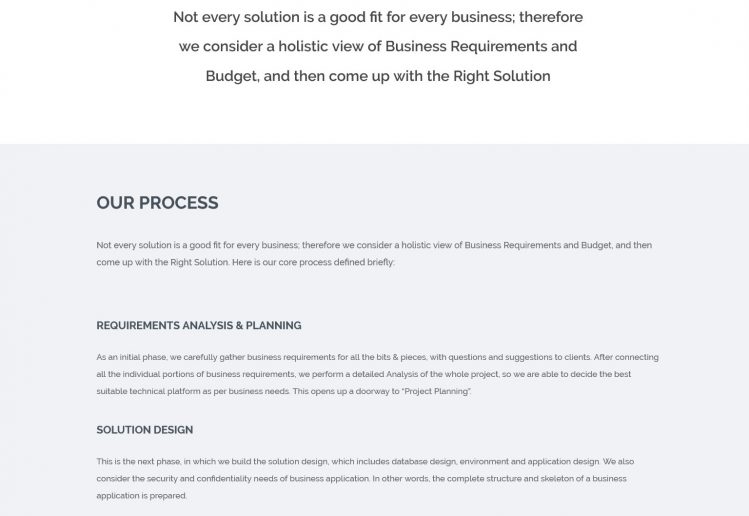 Not every solution is a good fit for every business; therefore
we consider a holistic view of Business Requirements and
Budget, and then come up with the Right Solution
OUR PROCESS
Not every solution is a good fit for every business; therefore we consider a holistic view of Business Requirements and Budget, and then
come up with the Right Solution. Here is our core process defined briefly:
REQUIREMENTS ANALYSIS & PLANNING
As an initial phase, we carefully gather business requirements for all the bits & pieces, with questions and suggestions to clients. After connecting
all the individual portions of business requirements, we perform a detailed Analysis of the whole project, so we are able to decide the best
suitable technical platform as per business needs. This opens up a doorway to “Project Planning”.
SOLUTION DESIGN
This is the next phase, in which we build the solution design, which includes database design, environment and application design. We also
consider the security and confidentiality needs of business application. In other words, the complete structure and skeleton of a business
application is prepared.